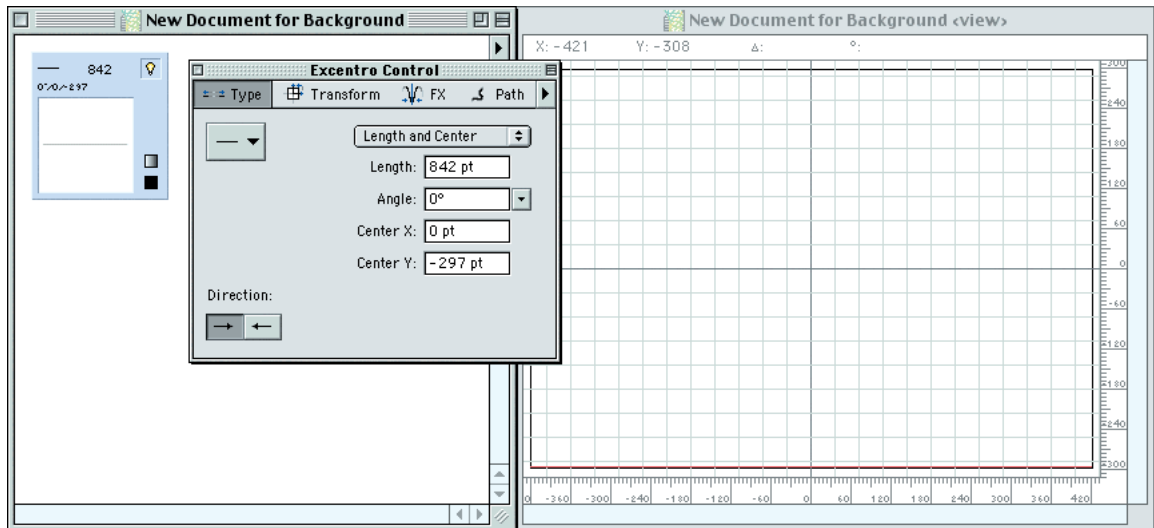 New Document for Background
842
0°/0/-297
Excentro Control
Type Transform FX Path
Length and Center
Length: 842 pt
Angle: 0°
Center X: 0 pt
Center Y: -297 pt
Direction:
New Document for Background <view>
X: -421 Y: -308 Δ: °:
300
240
180
120
60
0
-60
-120
-180
-240
-300
-360 -300 -240 -180 -120 -60 0 60 120 180 240 300 360 420